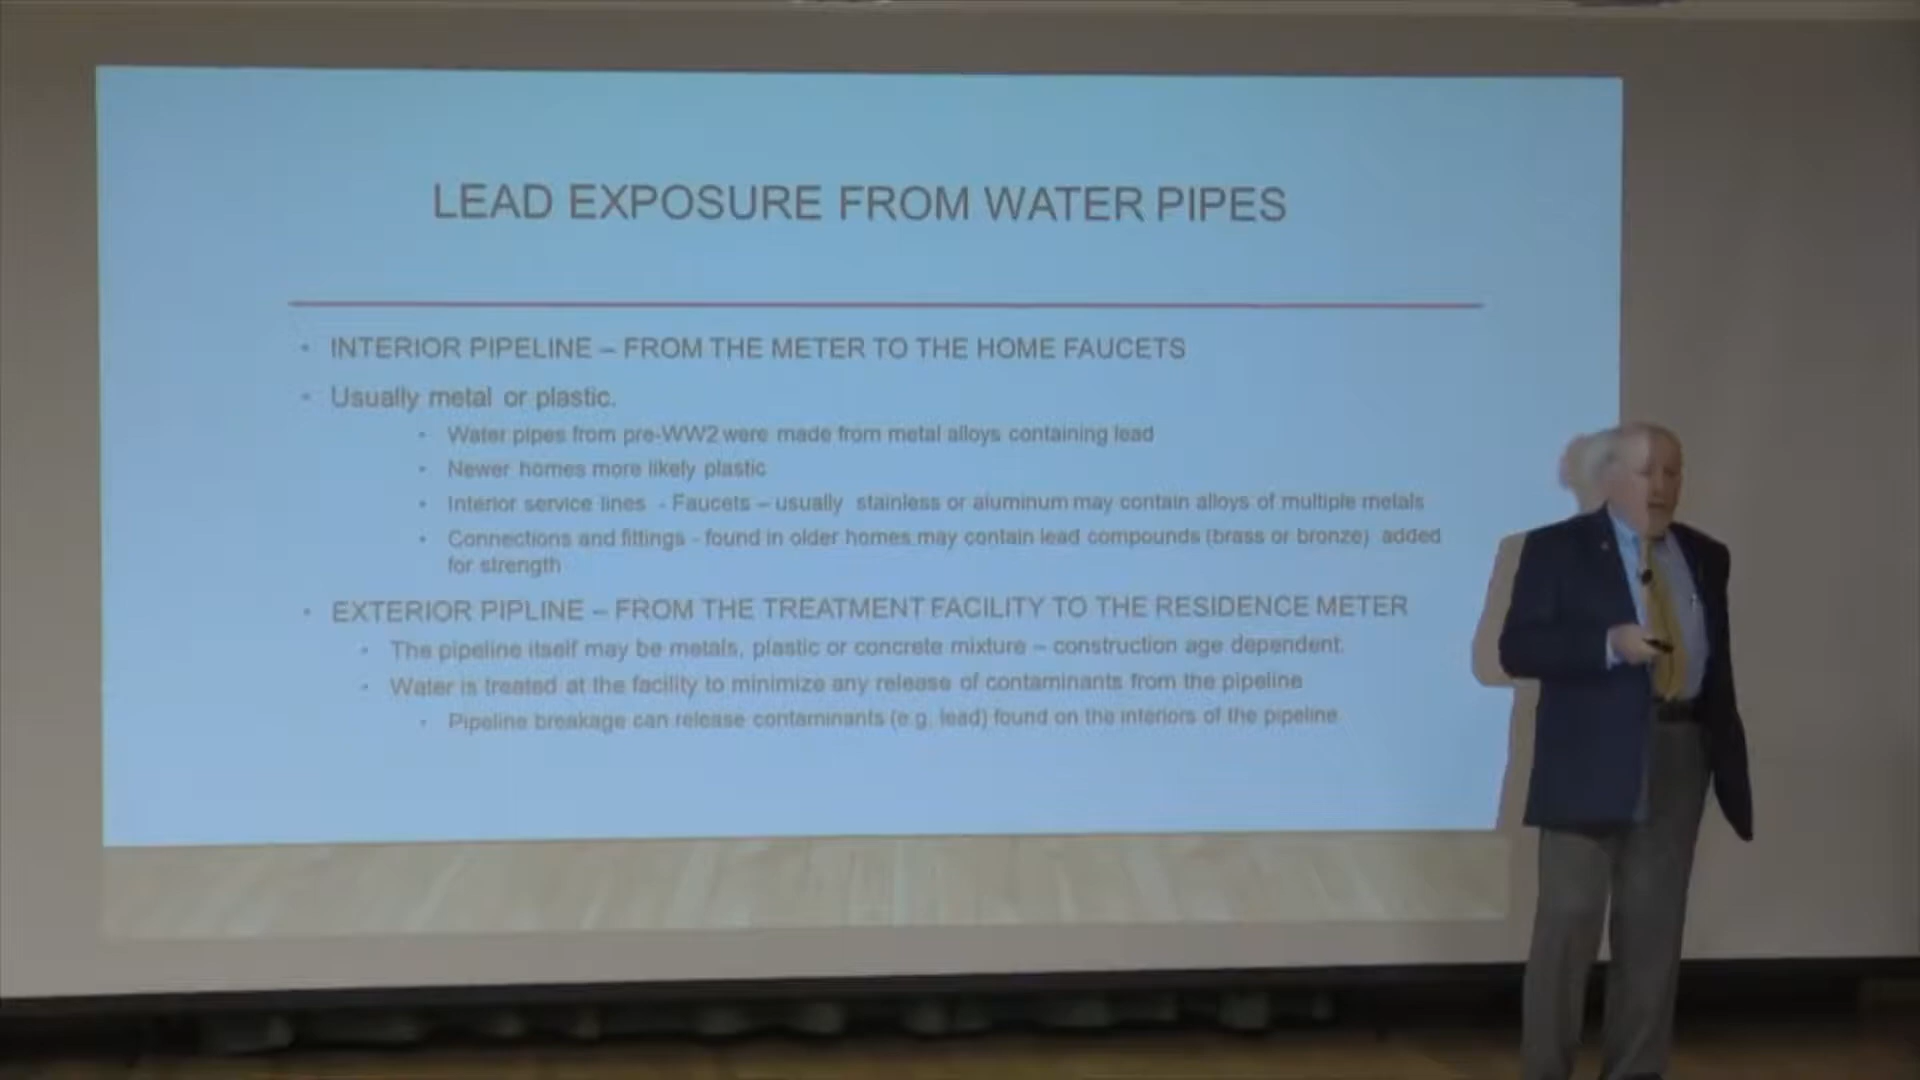 LEAD EXPOSURE FROM WATER PIPES
• INTERIOR PIPELINE – FROM THE METER TO THE HOME FAUCETS
• Usually metal or plastic.
• Water pipes from pre-WW2 were made from metal alloys containing lead
• Newer homes more likely plastic
• Interior service lines - Faucets – usually stainless or aluminum may contain alloys of multiple metals
• Connections and fittings - found in older homes may contain lead compounds (brass or bronze) added
for strength
• EXTERIOR PIPLINE – FROM THE TREATMENT FACILITY TO THE RESIDENCE METER
• The pipeline itself may be metals, plastic or concrete mixture – construction age dependent.
• Water is treated at the facility to minimize any release of contaminants from the pipeline
• Pipeline breakage can release contaminants (e.g. lead) found on the interiors of the pipeline.